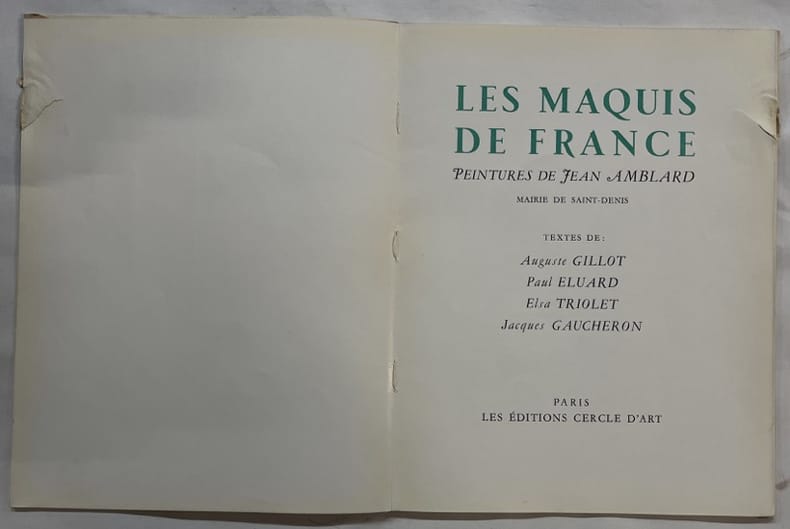 LES MAQUIS
DE FRANCE
PEINTURES DE JEAN AMBLARD
MAIRIE DE SAINT-DENIS
TEXTES DE:
Auguste GILLOT
Paul ELUARD
Elsa TRIOLET
Jacques GAUCHERON
PARIS
LES ÉDITIONS CERCLE D'ART